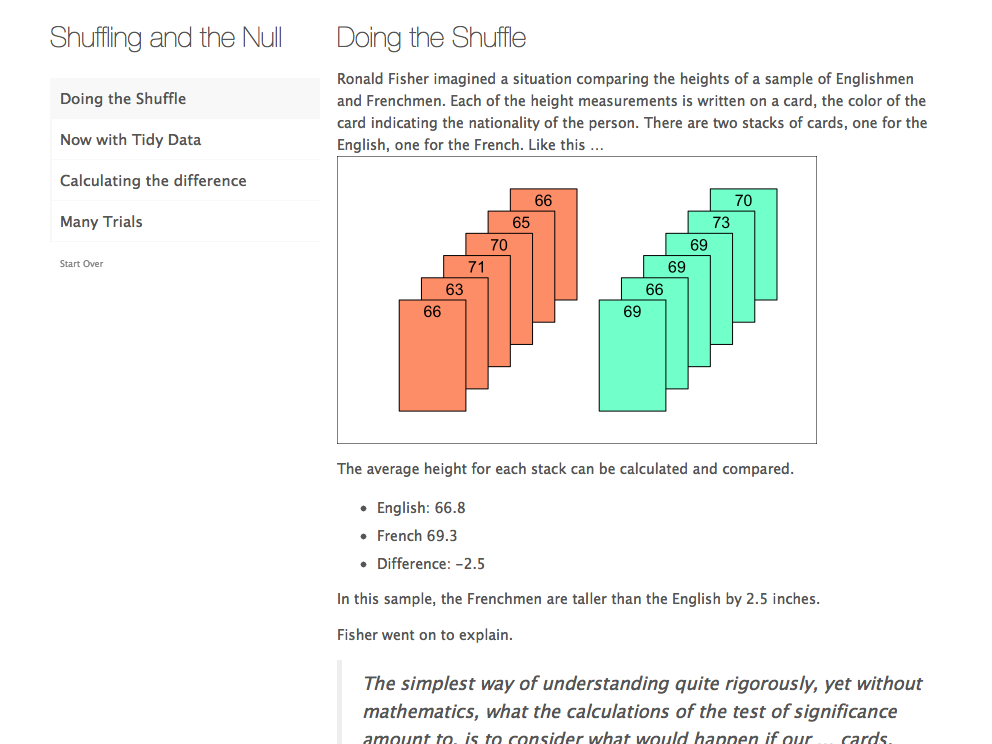 Shuffling and the Null
Doing the Shuffle
Now with Tidy Data
Calculating the difference
Many Trials
Start Over
Doing the Shuffle
Ronald Fisher imagined a situation comparing the heights of a sample of Englishmen
and Frenchmen. Each of the height measurements is written on a card, the color of the
card indicating the nationality of the person. There are two stacks of cards, one for the
English, one for the French. Like this …
66
65
70
71
63
66
70
73
69
69
66
69
The average height for each stack can be calculated and compared.
• English: 66.8
• French 69.3
• Difference: −2.5
In this sample, the Frenchmen are taller than the English by 2.5 inches.
Fisher went on to explain.
The simplest way of understanding quite rigorously, yet without
mathematics, what the calculations of the test of significance
amount to, is to consider what would happen if our … cards,